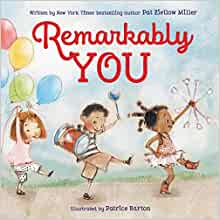 Written by New York Times bestselling author Pat Zietlow Miller
Remarkably
YOU
Illustrated by Patrice Barton